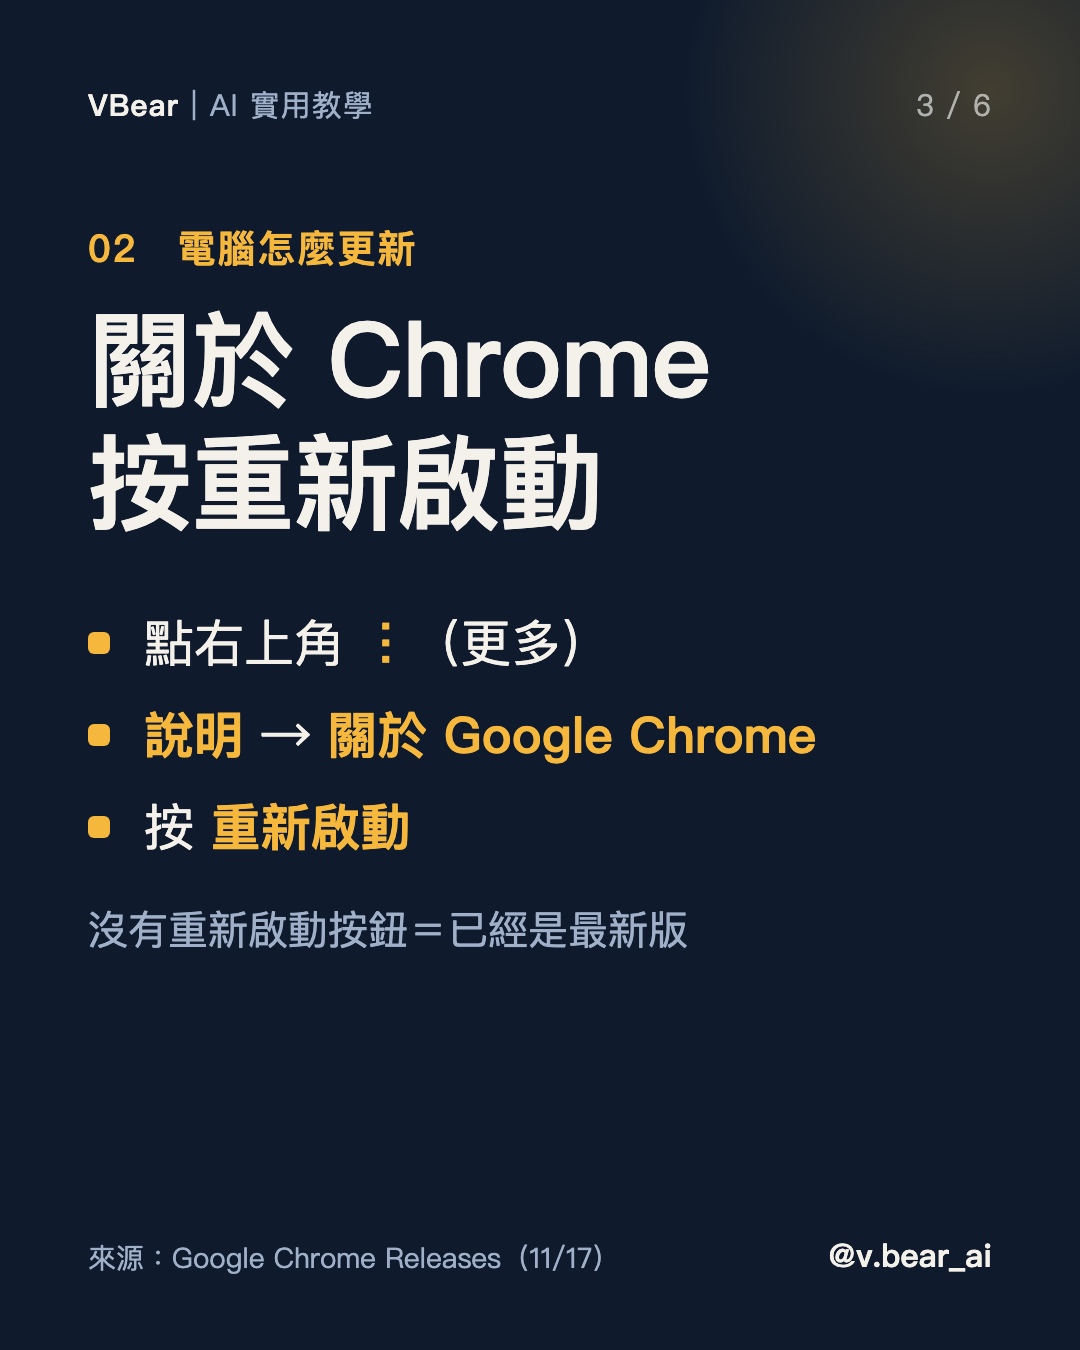 VBear | AI 實用教學
3 / 6
02 電腦怎麼更新
關於 Chrome
按重新啟動
點右上角 ⋮ （更多）
說明 → 關於 Google Chrome
按 重新啟動
沒有重新啟動按鈕＝已經是最新版
來源：Google Chrome Releases（11/17）
@v.bear_ai